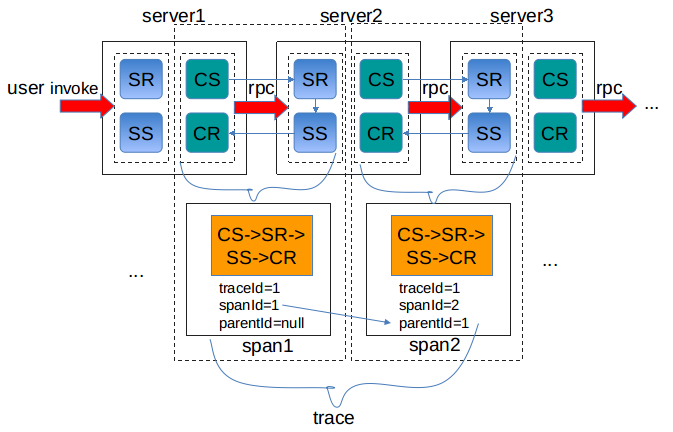 server1
server2
server3
user invoke
SR
CS
rpc
SR
CS
rpc
SR
CS
rpc
...
SS
CR
SS
CR
SS
CR
...
CS->SR->
SS->CR
traceId=1
spanId=1
parentId=null
span1
CS->SR->
SS->CR
traceId=1
spanId=2
parentId=1
span2
...
trace